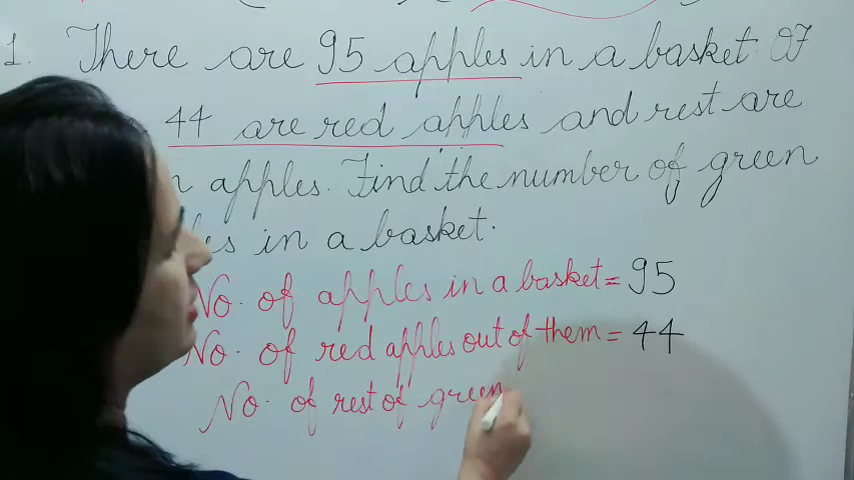 1. There are 95 apples in a basket Of
44 are red apples and rest are
apples. Find the number of green
in a basket.
No. of apples in a basket = 95
No. of red apples out of them = 44
No. of rest of green